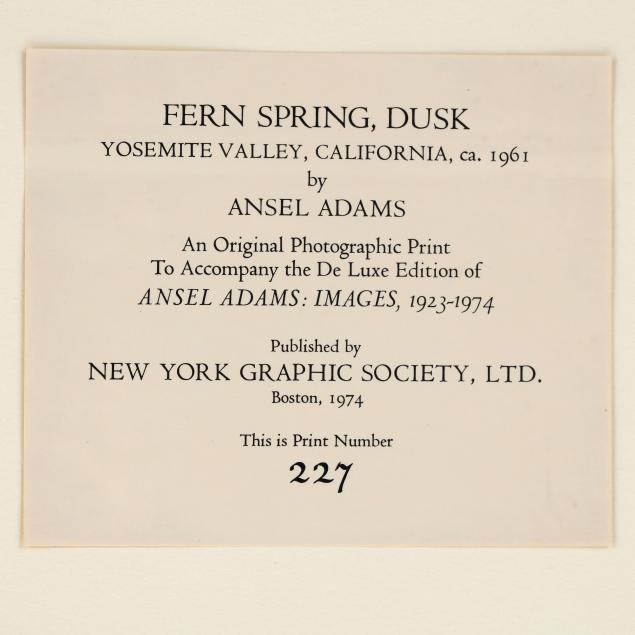 FERN SPRING, DUSK
YOSEMITE VALLEY, CALIFORNIA, ca. 1961
by
ANSEL ADAMS
An Original Photographic Print
To Accompany the De Luxe Edition of
ANSEL ADAMS: IMAGES, 1923-1974
Published by
NEW YORK GRAPHIC SOCIETY, LTD.
Boston, 1974
This is Print Number
227